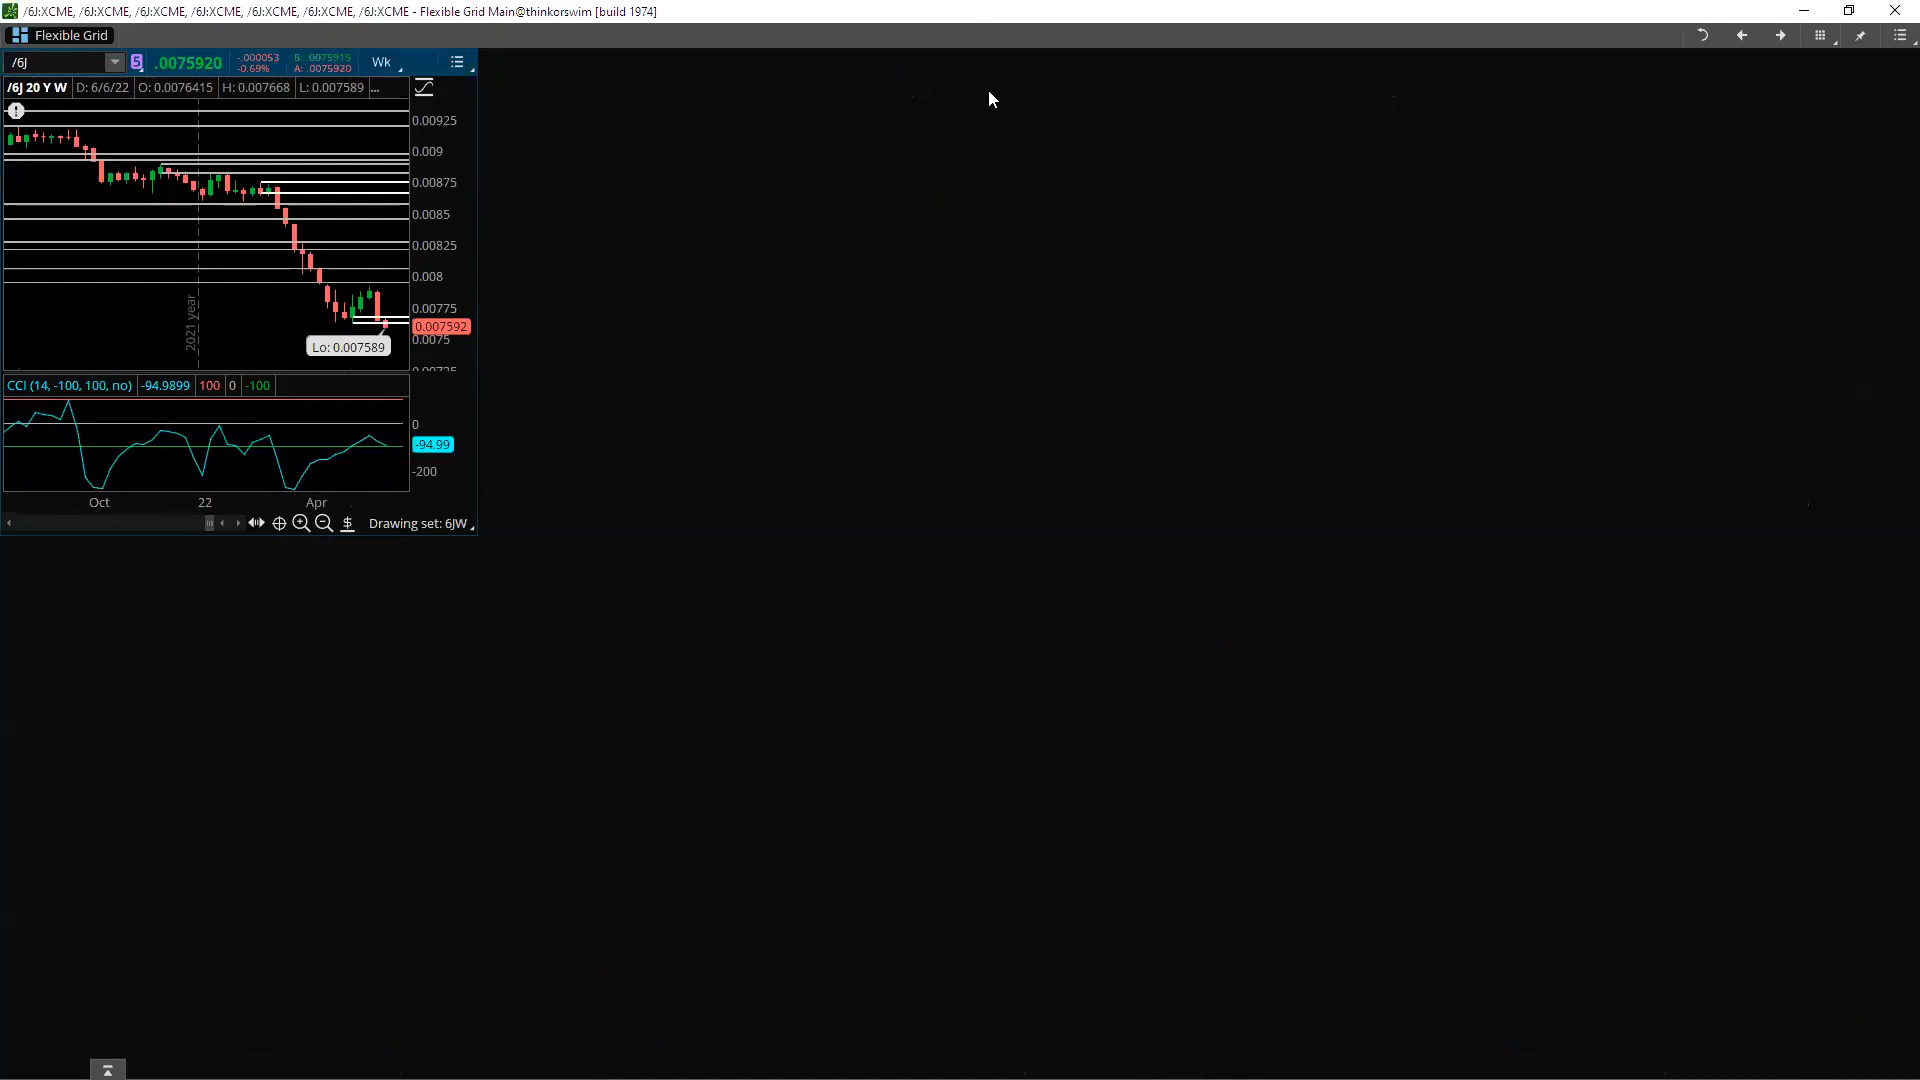 /6J:XCME, /6J:XCME, /6J:XCME, /6J:XCME, /6J:XCME, /6J:XCME, /6J:XCME - Flexible Grid Main@thinkorswim [build 1974]
Flexible Grid
/6J 5 .0075920 -.000053 B: .0075915 Wk
-0.69% A: .0075920
/6J 20 Y W D: 6/6/22 O: 0.0076415 H: 0.007668 L: 0.007589 ...
0.00925
0.009
0.00875
0.0085
0.00825
0.008
0.00775
0.007592
0.0075
0.00725
2021 year
Lo: 0.007589
CCI (14, -100, 100, no) -94.9899 100 0 -100
0
-94.99
-200
Oct 22 Apr
$ Drawing set: 6JW